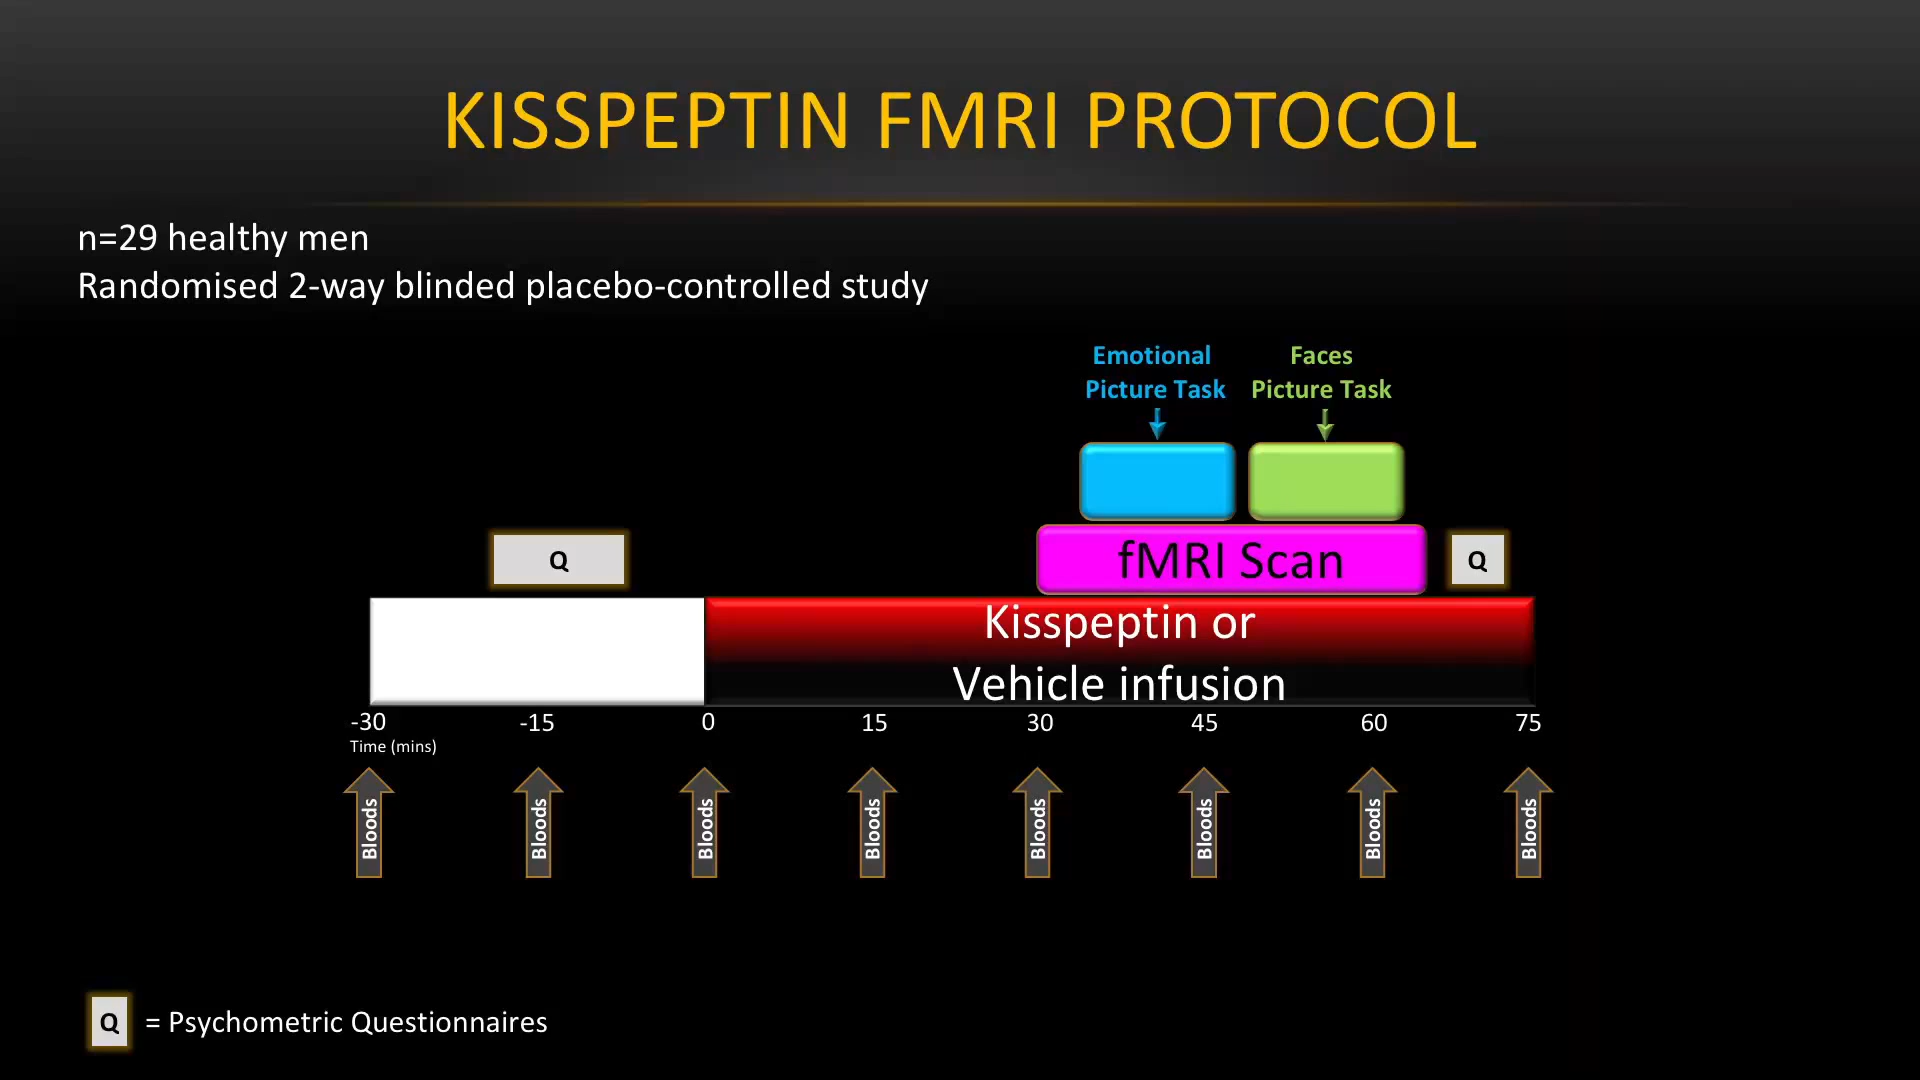 KISSPEPTIN FMRI PROTOCOL
n=29 healthy men
Randomised 2-way blinded placebo-controlled study
Emotional
Picture Task
Faces
Picture Task
Q
fMRI Scan
Q
Kisspeptin or
Vehicle infusion
-30 -15 0 15 30 45 60 75
Time (mins)
Bloods Bloods Bloods Bloods Bloods Bloods Bloods Bloods
Q = Psychometric Questionnaires